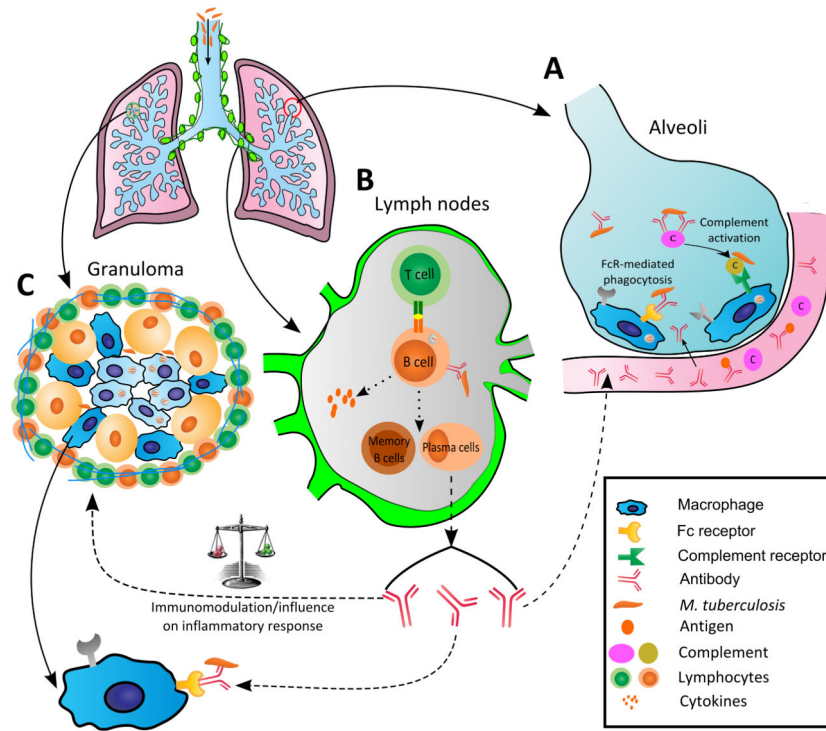 A
Alveoli
C
Complement
activation
C
FcR-mediated
phagocytosis
C
C
B
Lymph nodes
T cell
B cell
Memory
B cells
Plasma cells
C
Granuloma
Immunomodulation/influence
on inflammatory response
Macrophage
Fc receptor
Complement receptor
Antibody
M. tuberculosis
Antigen
Complement
Lymphocytes
Cytokines